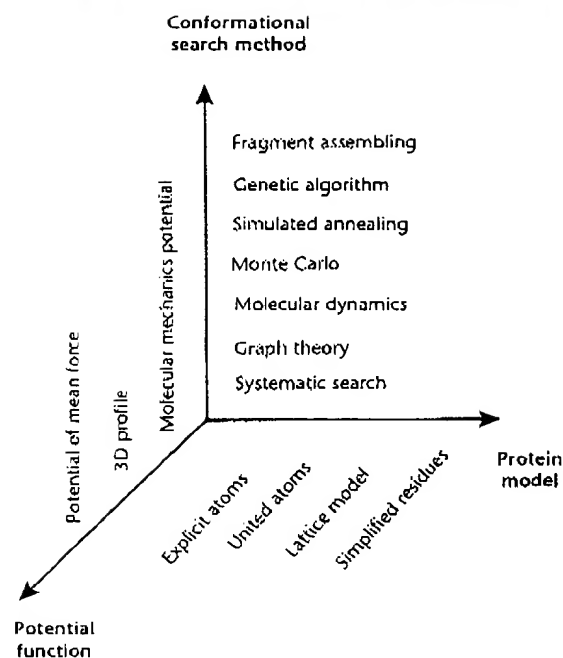 Conformational
search method
Fragment assembling
Genetic algorithm
Simulated annealing
Monte Carlo
Molecular dynamics
Graph theory
Systematic search
Molecular mechanics potential
3D profile
Potential of mean force
Explicit atoms
United atoms
Lattice model
Simplified residues
Protein
model
Potential
function